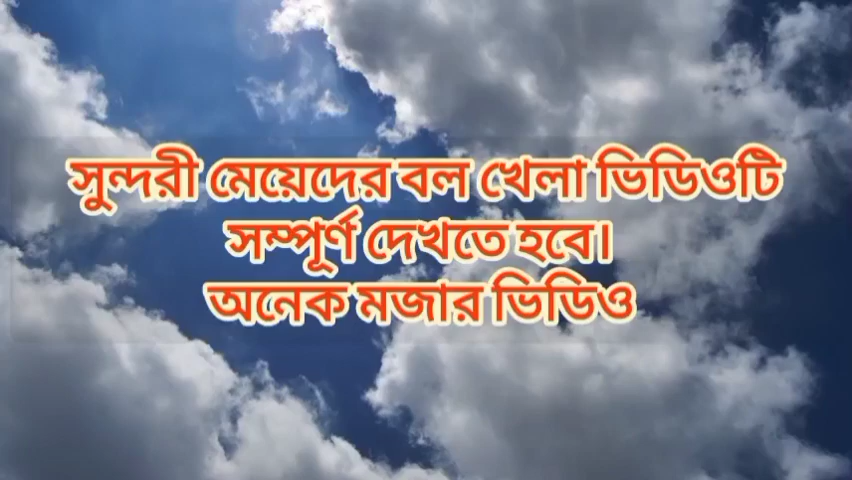 সুন্দরী মেয়েদের বল খেলা ভিডিওটি
সম্পূর্ণ দেখতে হবে।
অনেক মজার ভিডিও